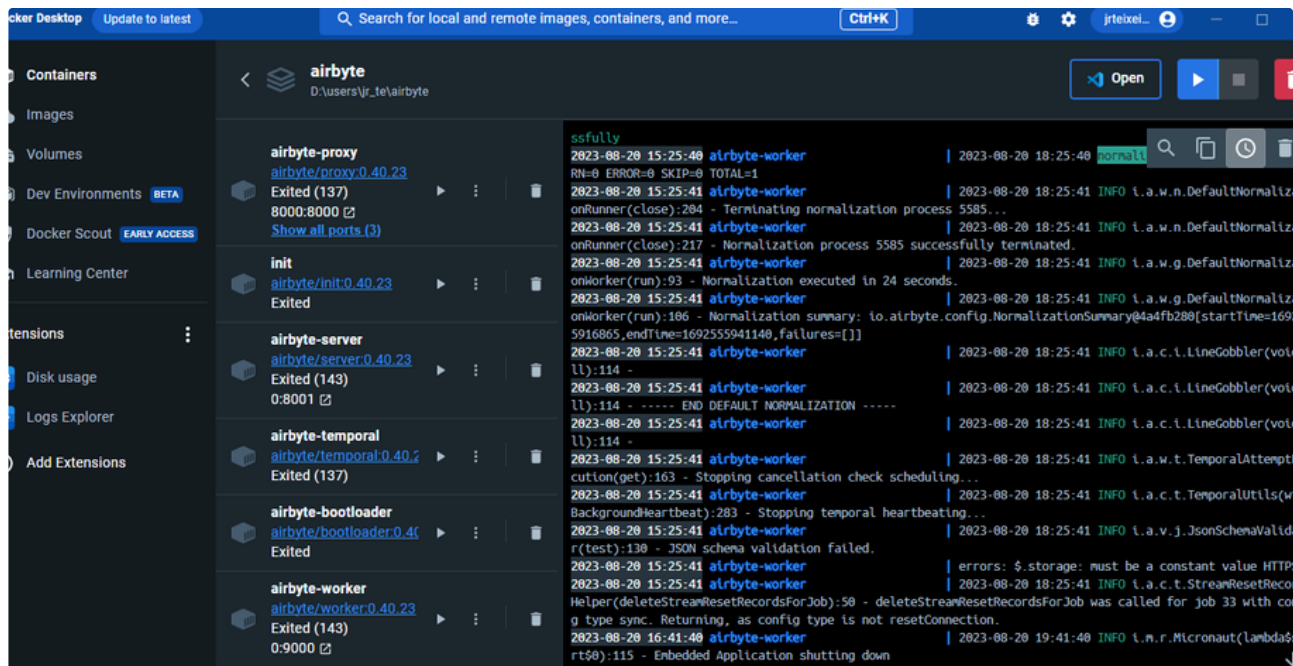 cker Desktop Update to latest Search for local and remote images, containers, and more... Ctrl+K jrteixei...
Containers
Images
Volumes
Dev Environments BETA
Docker Scout EARLY ACCESS
Learning Center
tensions
Disk usage
Logs Explorer
Add Extensions
airbyte
D:\users\jr_te\airbyte
Open
airbyte-proxy
airbyte/proxy:0.40.23
Exited (137)
8000:8000
Show all ports (3)
init
airbyte/init:0.40.23
Exited
airbyte-server
airbyte/server:0.40.23
Exited (143)
0:8001
airbyte-temporal
airbyte/temporal:0.40.2
Exited (137)
airbyte-bootloader
airbyte/bootloader:0.4(
Exited
airbyte-worker
airbyte/worker:0.40.23
Exited (143)
0:9000
ssfully
2023-08-20 15:25:40 airbyte-worker | 2023-08-20 18:25:40 normali
RN=0 ERROR=0 SKIP=0 TOTAL=1
2023-08-20 15:25:41 airbyte-worker | 2023-08-20 18:25:41 INFO i.a.w.n.DefaultNormaliz
onRunner(close):204 - Terminating normalization process 5585...
2023-08-20 15:25:41 airbyte-worker | 2023-08-20 18:25:41 INFO i.a.w.n.DefaultNormaliz
onRunner(close):217 - Normalization process 5585 successfully terminated.
2023-08-20 15:25:41 airbyte-worker | 2023-08-20 18:25:41 INFO i.a.w.g.DefaultNormaliz
onWorker(run):93 - Normalization executed in 24 seconds.
2023-08-20 15:25:41 airbyte-worker | 2023-08-20 18:25:41 INFO i.a.w.g.DefaultNormaliz
onWorker(run):106 - Normalization summary: io.airbyte.config.NormalizationSummary@4a4fb280[startTime=169
5916865,endTime=1692555941140,failures=[]]
2023-08-20 15:25:41 airbyte-worker | 2023-08-20 18:25:41 INFO i.a.c.i.LineGobbler(voi
ll):114 -
2023-08-20 15:25:41 airbyte-worker | 2023-08-20 18:25:41 INFO i.a.c.i.LineGobbler(voi
ll):114 - ----- END DEFAULT NORMALIZATION -----
2023-08-20 15:25:41 airbyte-worker | 2023-08-20 18:25:41 INFO i.a.c.i.LineGobbler(voi
ll):114 -
2023-08-20 15:25:41 airbyte-worker | 2023-08-20 18:25:41 INFO i.a.w.t.TemporalAttempt
cution(get):163 - Stopping cancellation check scheduling...
2023-08-20 15:25:41 airbyte-worker | 2023-08-20 18:25:41 INFO i.a.c.t.TemporalUtils(w
BackgroundHeartbeat):283 - Stopping temporal heartbeating...
2023-08-20 15:25:41 airbyte-worker | 2023-08-20 18:25:41 INFO i.a.v.j.JsonSchemaValid
r(test):130 - JSON schema validation failed.
2023-08-20 15:25:41 airbyte-worker | errors: $.storage: must be a constant value HTTP
2023-08-20 15:25:41 airbyte-worker | 2023-08-20 18:25:41 INFO i.a.c.t.StreamResetReco
Helper(deleteStreamResetRecordsForJob):50 - deleteStreamResetRecordsForJob was called for job 33 with co
g type sync. Returning, as config type is not resetConnection.
2023-08-20 16:41:40 airbyte-worker | 2023-08-20 19:41:40 INFO i.m.r.Micronaut(lambda$
rt$0):115 - Embedded Application shutting down